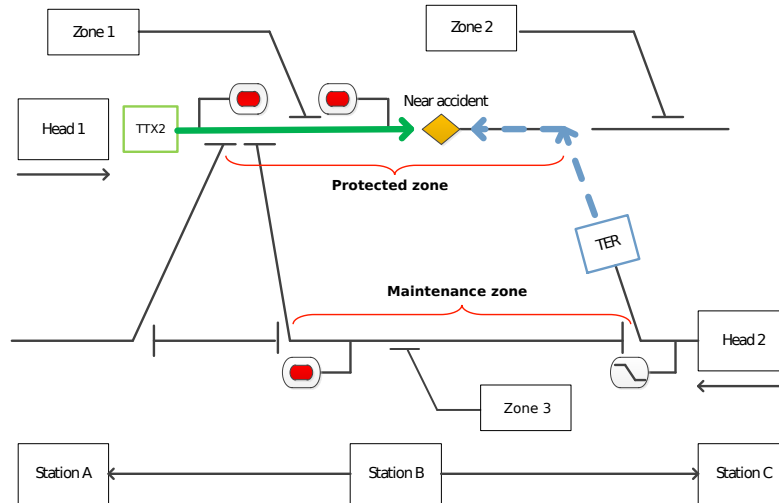 Zone 1
Zone 2
Near accident
Head 1
TTX2
Protected zone
TER
Maintenance zone
Head 2
Zone 3
Station A
Station B
Station C